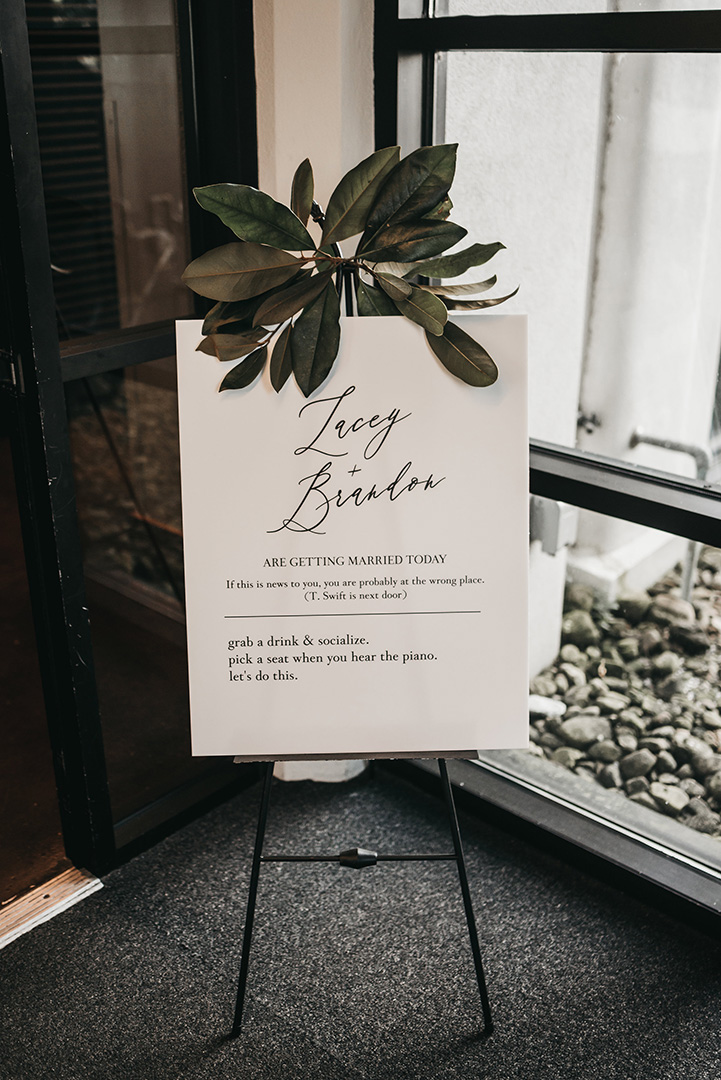 Lacey
+
Brandon
ARE GETTING MARRIED TODAY
If this is news to you, you are probably at the wrong place.
(T. Swift is next door)
grab a drink & socialize.
pick a seat when you hear the piano.
let's do this.